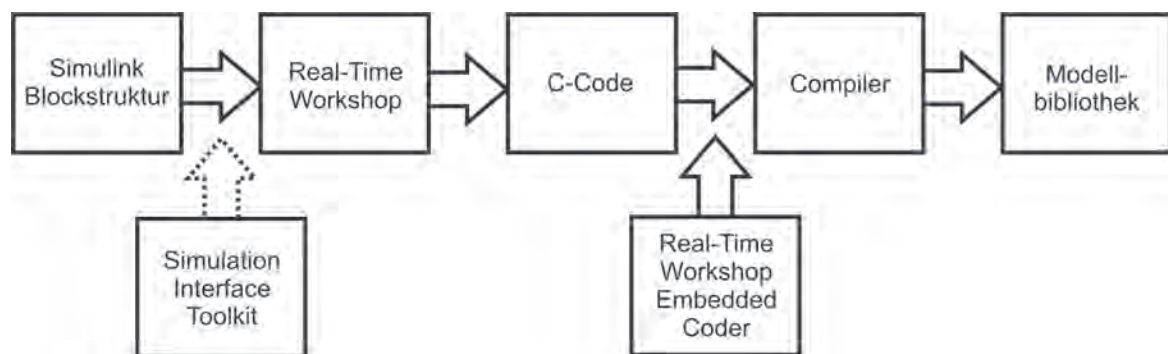 Simulink
Blockstruktur
Real-Time
Workshop
C-Code
Compiler
Modell-
bibliothek
Simulation
Interface
Toolkit
Real-Time
Workshop
Embedded
Coder